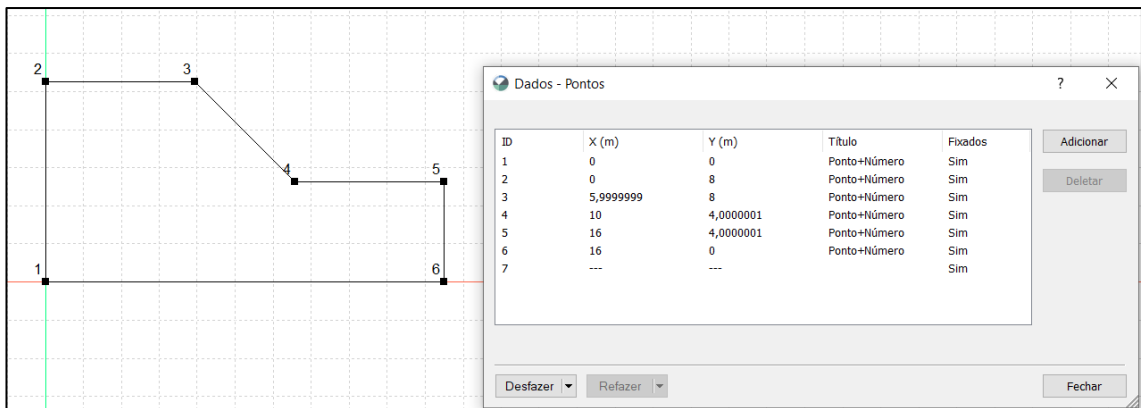 2
3
4
5
1
6
Dados - Pontos
?
ID X (m) Y (m) Título Fixados
1 0 0 Ponto+Número Sim
2 0 8 Ponto+Número Sim
3 5,9999999 8 Ponto+Número Sim
4 10 4,0000001 Ponto+Número Sim
5 16 4,0000001 Ponto+Número Sim
6 16 0 Ponto+Número Sim
7 --- --- Sim
Adicionar
Deletar
Desfazer Refazer Fechar